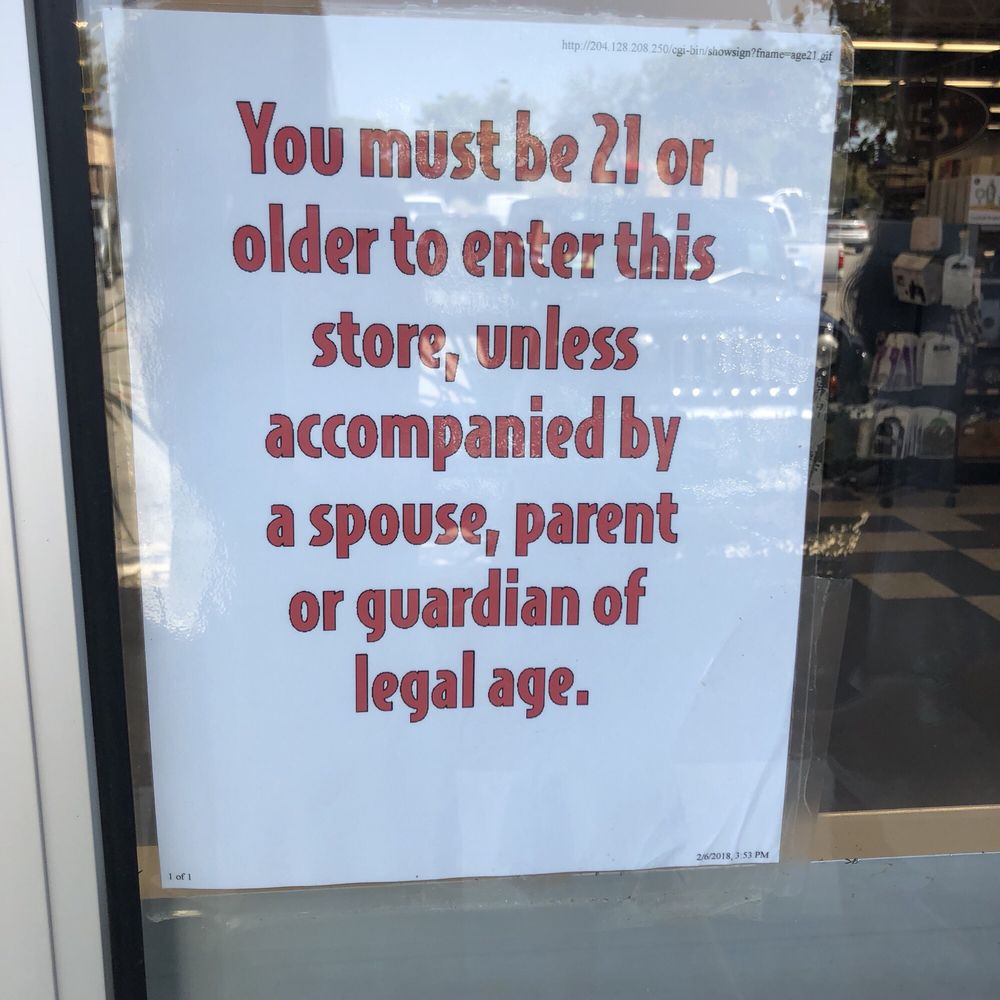 http://204.128.208.250/cgi-bin/showsign?fname=age21.gif
You must be 21 or
older to enter this
store, unless
accompanied by
a spouse, parent
or guardian of
legal age.
1 of 1
2/6/2018, 3:53 PM